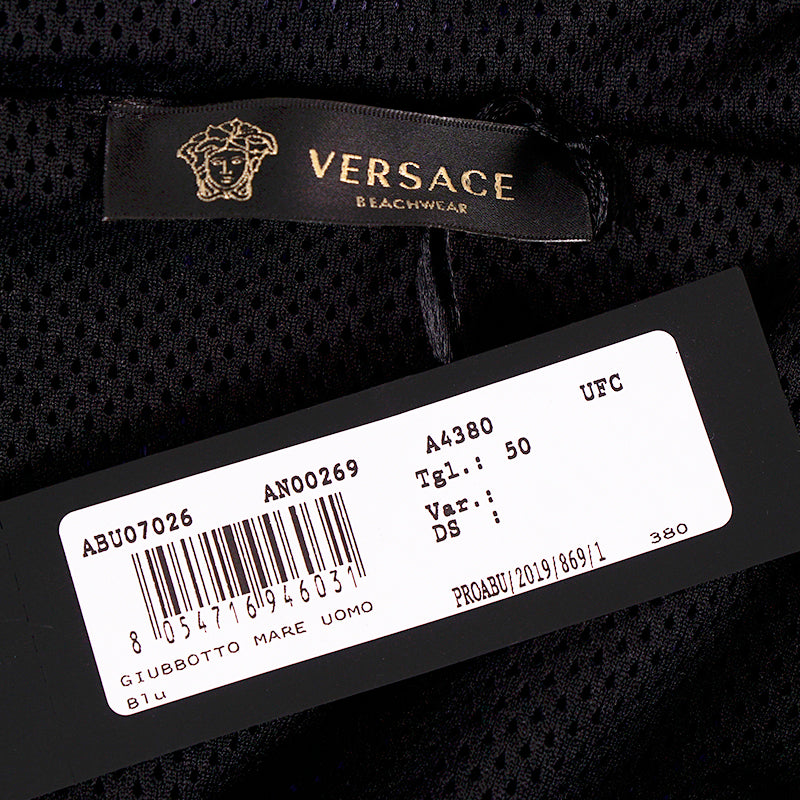 VERSACE
BEACHWEAR
UFC
A4380
ABU07026 AN00269
Tgl.: 50
Var.:
DS :
8 054716 946031
PROABU/2019/869/1 380
GIUBBOTTO MARE UOMO
Blu